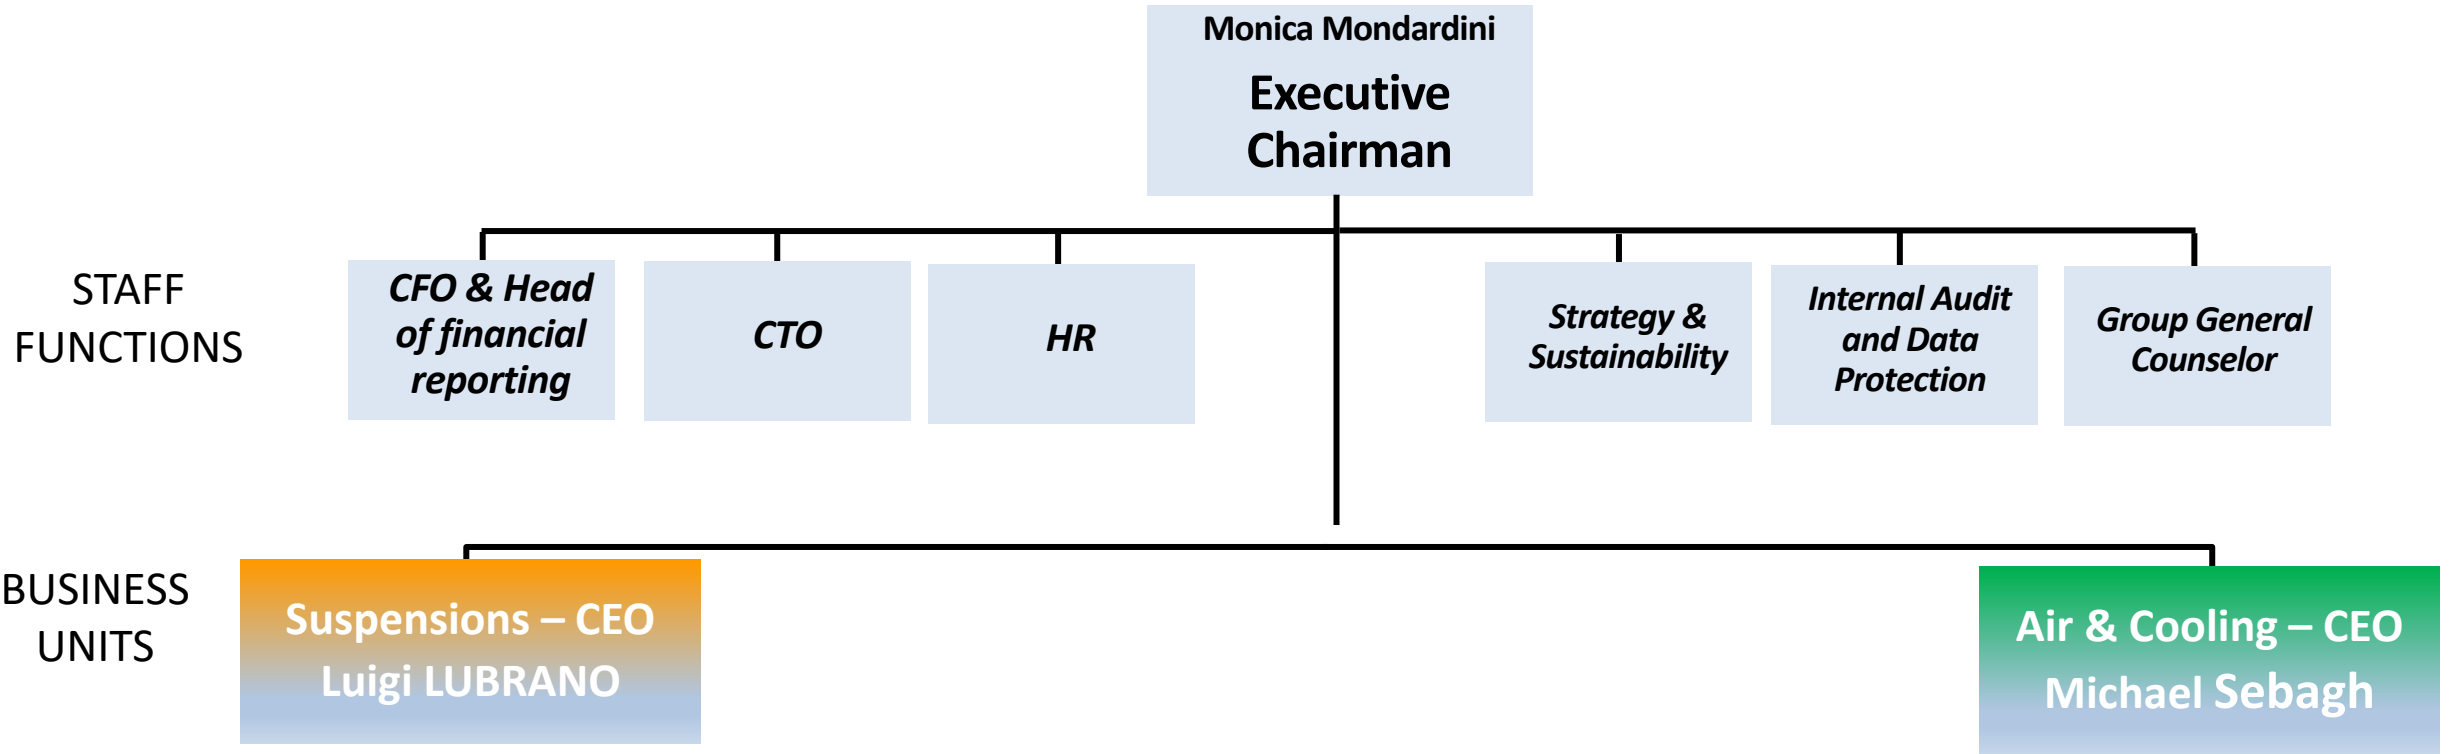 Monica Mondardini
Executive
Chairman
STAFF
FUNCTIONS
CFO & Head
of financial
reporting
CTO
HR
Strategy &
Sustainability
Internal Audit
and Data
Protection
Group General
Counselor
BUSINESS
UNITS
Suspensions – CEO
Luigi LUBRANO
Air & Cooling – CEO
Michael Sebagh